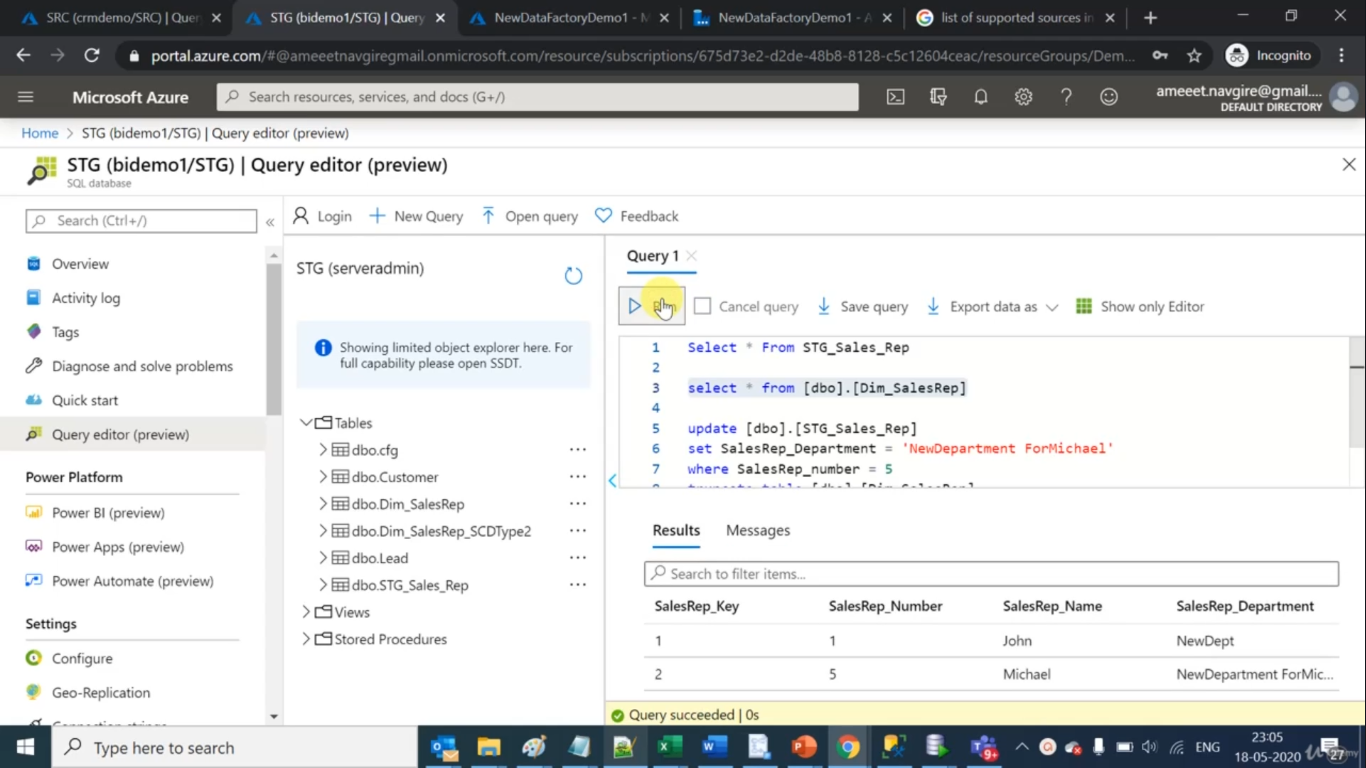 SRC (crmdemo/SRC) | Quer
STG (bidemo1/STG) | Query
NewDataFactoryDemo1 - M
NewDataFactoryDemo1 - A
list of supported sources in
portal.azure.com/#@ameeetnavgiregmail.onmicrosoft.com/resource/subscriptions/675d73e2-d2de-48b8-8128-c5c12604ceac/resourceGroups/Dem...
Incognito
Microsoft Azure
Search resources, services, and docs (G+/)
ameeet.navgire@gmail....
DEFAULT DIRECTORY
Home > STG (bidemo1/STG) | Query editor (preview)
STG (bidemo1/STG) | Query editor (preview)
SQL database
Search (Ctrl+/)
«
Overview
Activity log
Tags
Diagnose and solve problems
Quick start
Query editor (preview)
Power Platform
Power BI (preview)
Power Apps (preview)
Power Automate (preview)
Settings
Configure
Geo-Replication
Login
New Query
Open query
Feedback
STG (serveradmin)
Showing limited object explorer here. For
full capability please open SSDT.
Tables
dbo.cfg ...
dbo.Customer ...
dbo.Dim_SalesRep ...
dbo.Dim_SalesRep_SCDType2 ...
dbo.Lead ...
dbo.STG_Sales_Rep ...
Views
Stored Procedures
Query 1
Cancel query
Save query
Export data as
Show only Editor
1 Select * From STG_Sales_Rep
2
3 select * from [dbo].[Dim_SalesRep]
4
5 update [dbo].[STG_Sales_Rep]
6 set SalesRep_Department = 'NewDepartment ForMichael'
7 where SalesRep_number = 5
8 truncate table [dbo].[Dim_SalesRep]
Results
Messages
Search to filter items...
SalesRep_Key SalesRep_Number SalesRep_Name SalesRep_Department
1 1 John NewDept
2 5 Michael NewDepartment ForMic...
Query succeeded | 0s
Type here to search
9+
ENG
23:05
18-05-2020
27